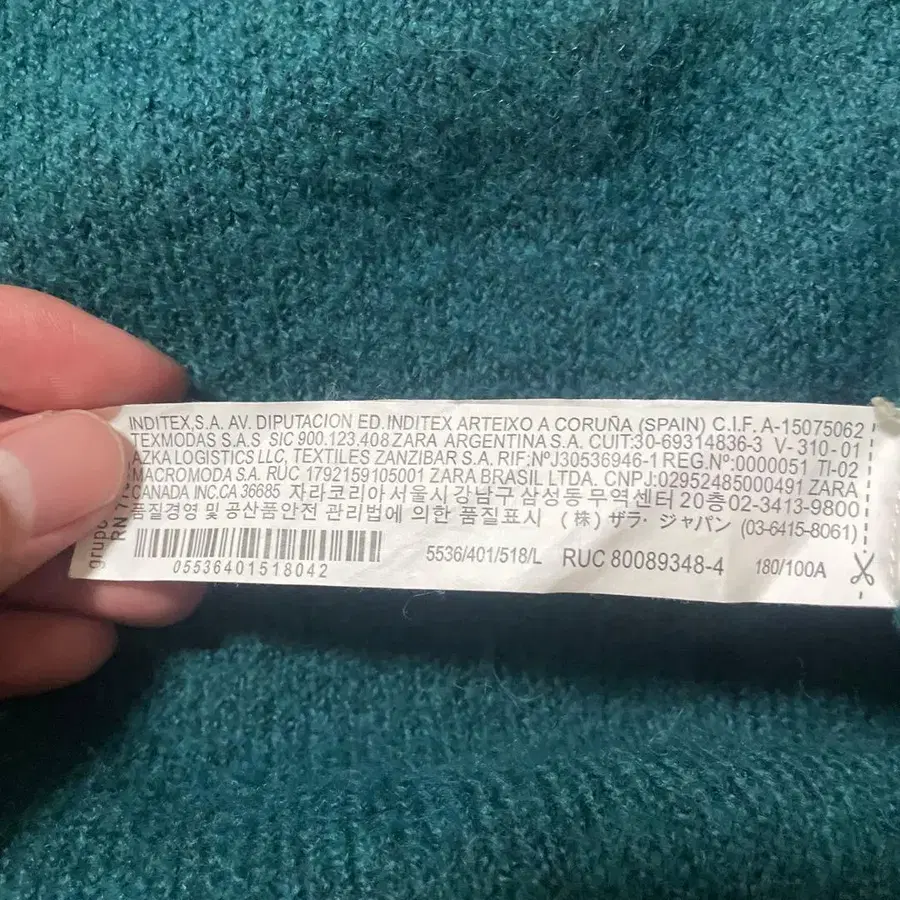 INDITEX,S.A. AV. DIPUTACION ED. INDITEX ARTEIXO A CORUÑA (SPAIN) C.I.F. A-15075062
TEXMODAS S.A.S SIC 900.123.408 ZARA ARGENTINA S.A. CUIT:30-69314836-3 V-310-01
AZKA LOGISTICS LLC, TEXTILES ZANZIBAR S.A. RIF:NºJ30536946-1 REG.Nº:0000051 TI-02
MACROMODA S.A. RUC 1792159105001 ZARA BRASIL LTDA. CNPJ:02952485000491 ZARA
CANADA INC.CA 36685 자라코리아 서울시 강남구 삼성동 무역센터 20층 02-3413-9800
품질경영 및 공산품안전 관리법에 의한 품질표시 (株) ザラ・ジャパン (03-6415-8061)
05536401518042
5536/401/518/L RUC 80089348-4 180/100A
grupo
RN